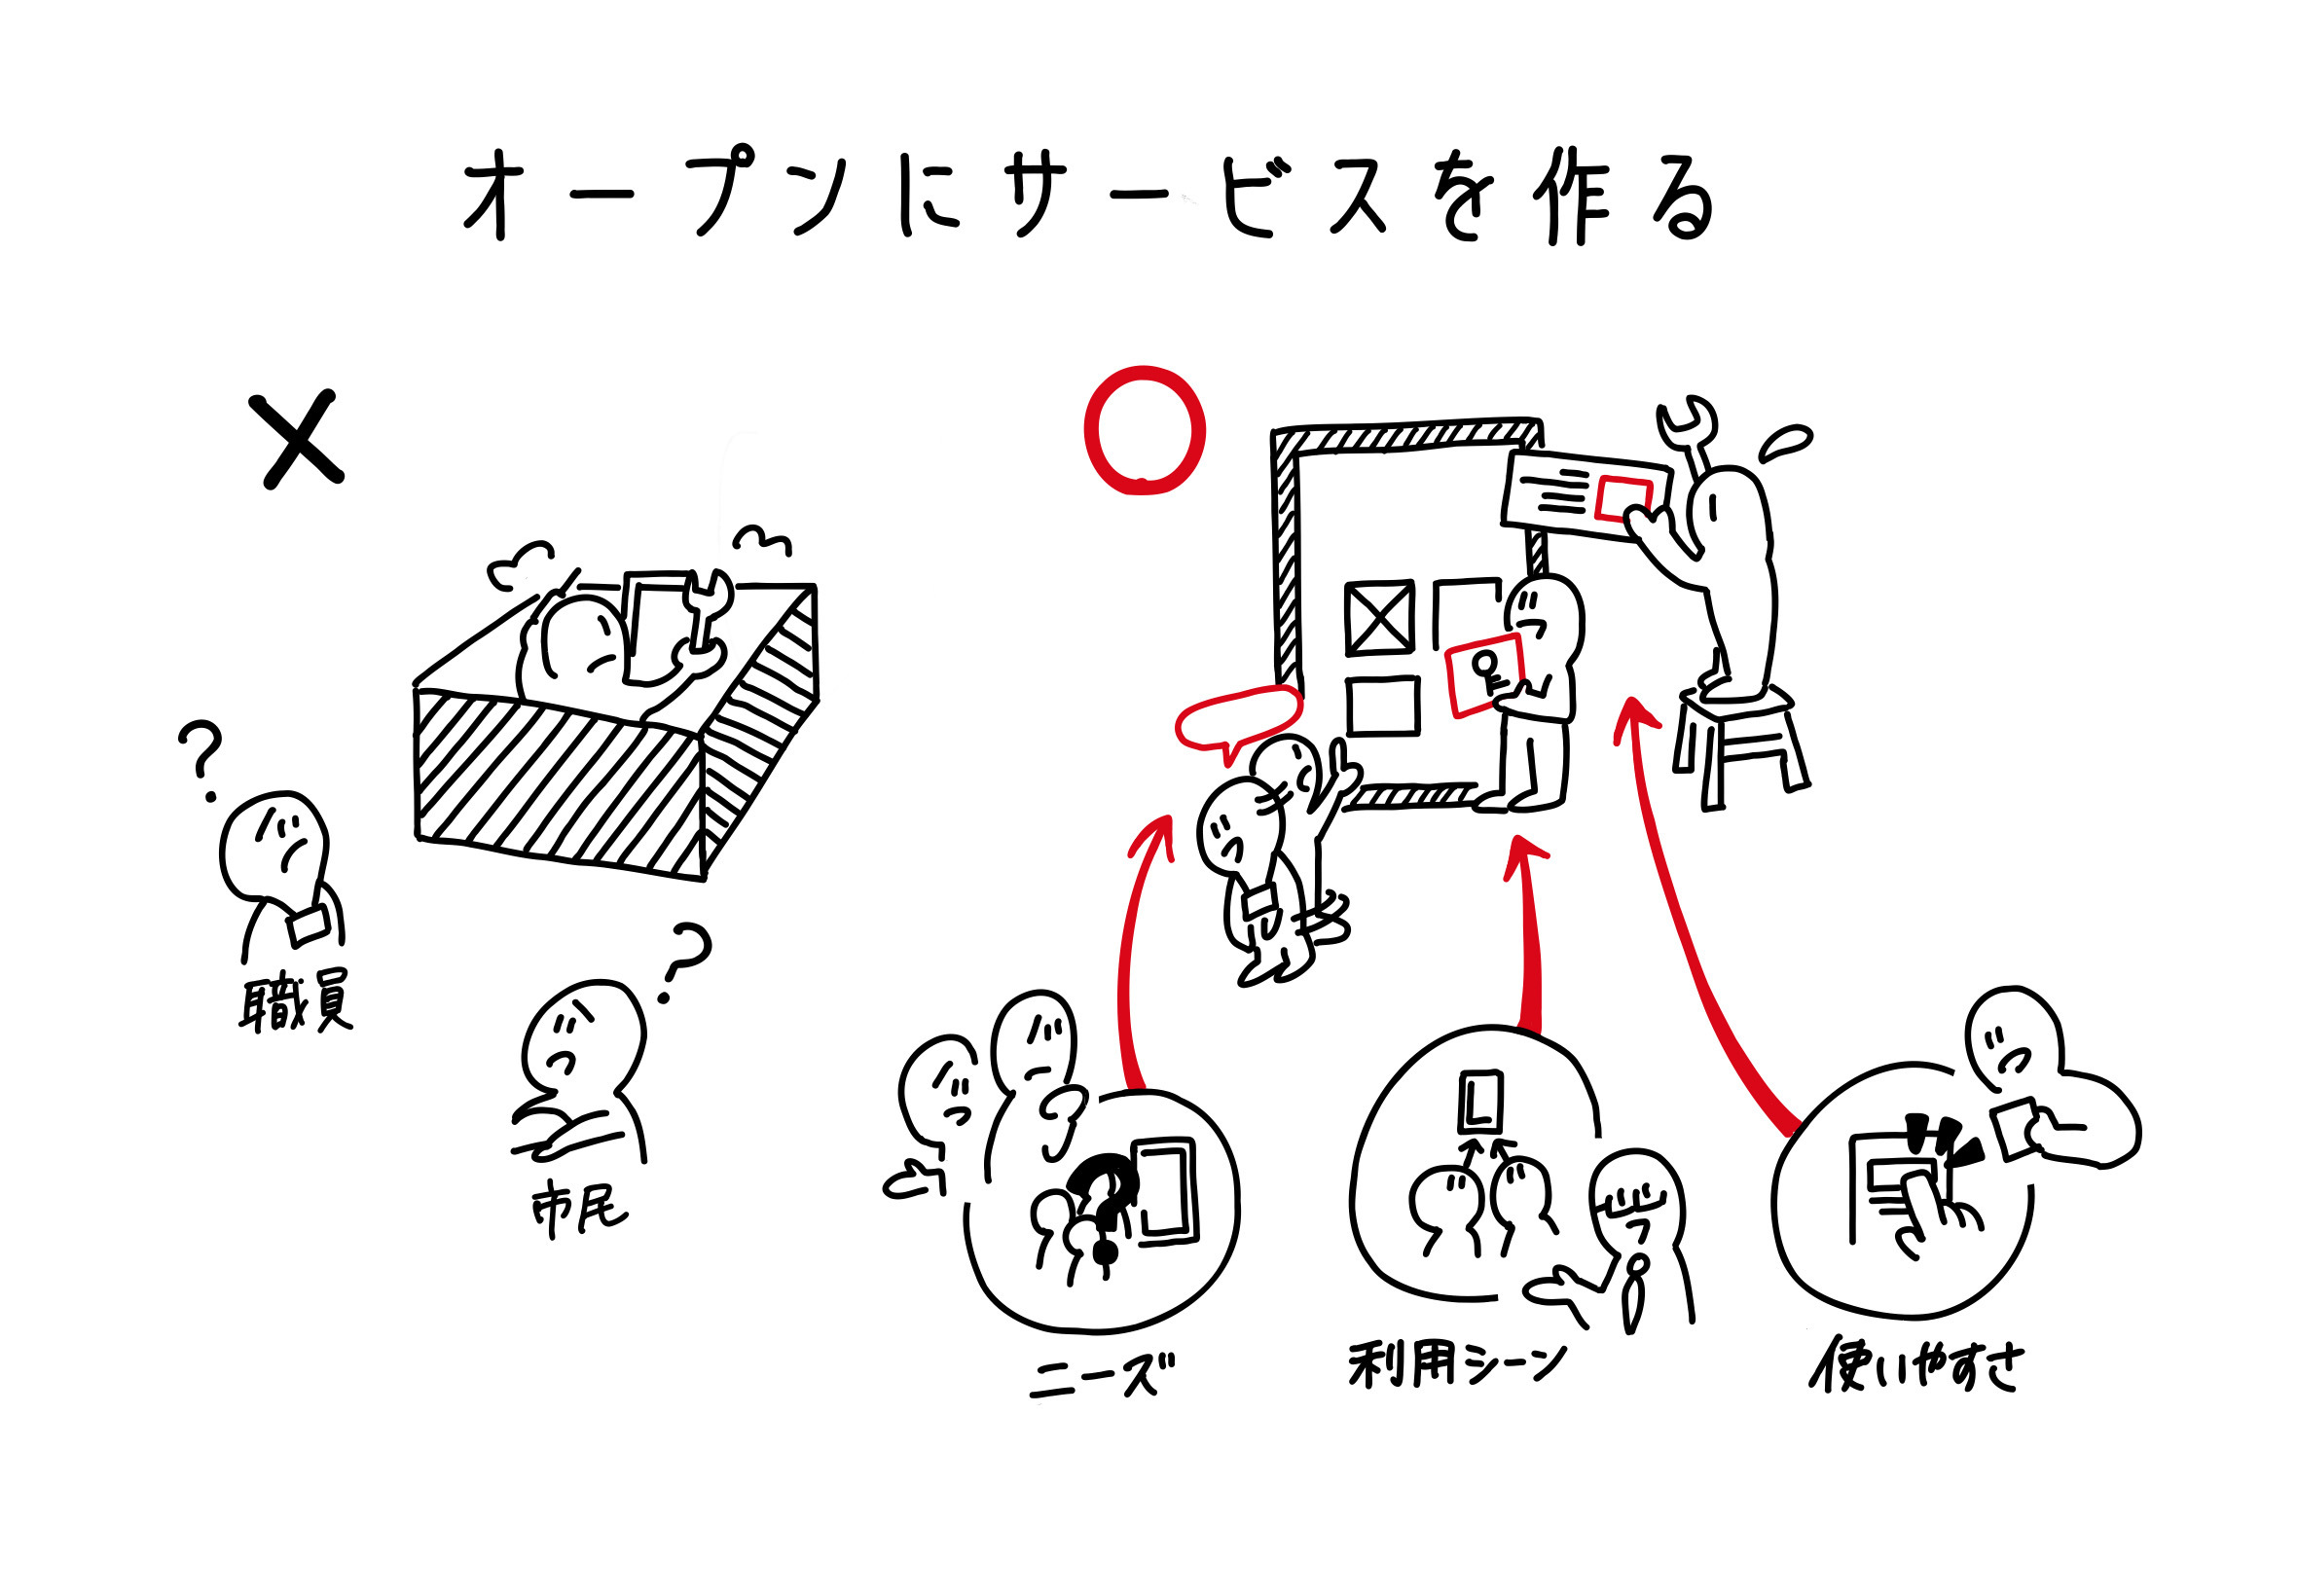 オープンにサービスを作る
?
職員
?
市民
ニーズ
利用シーン
使いやすさ